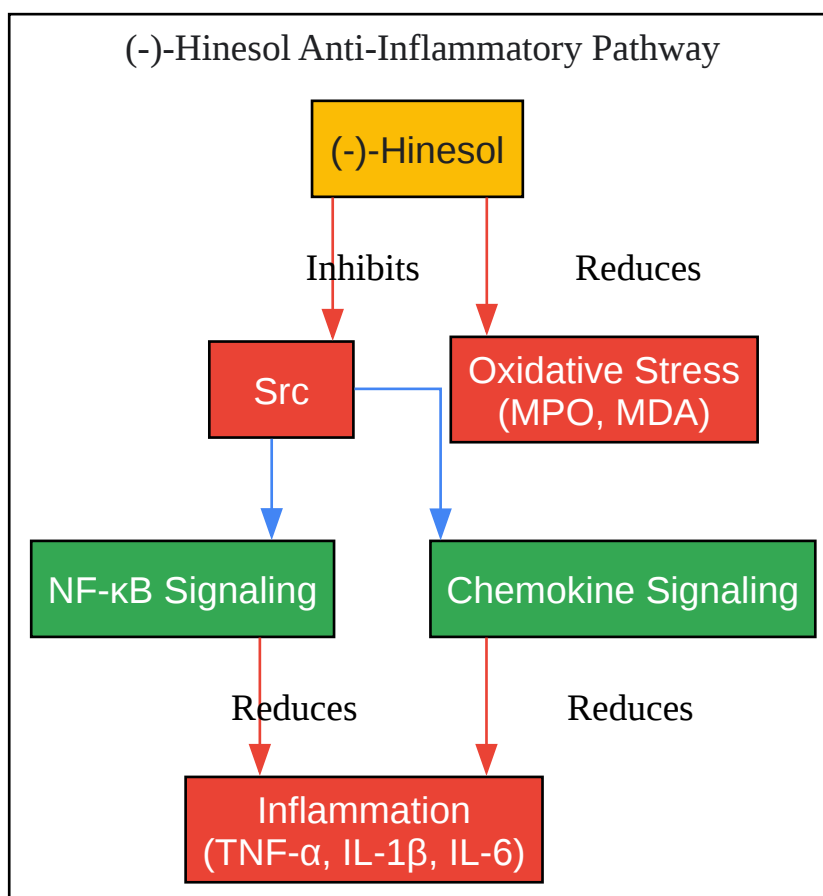 (-)-Hinesol Anti-Inflammatory Pathway
(-)-Hinesol
Inhibits
Reduces
Src
Oxidative Stress
(MPO, MDA)
NF-κB Signaling
Chemokine Signaling
Reduces
Reduces
Inflammation
(TNF-α, IL-1β, IL-6)